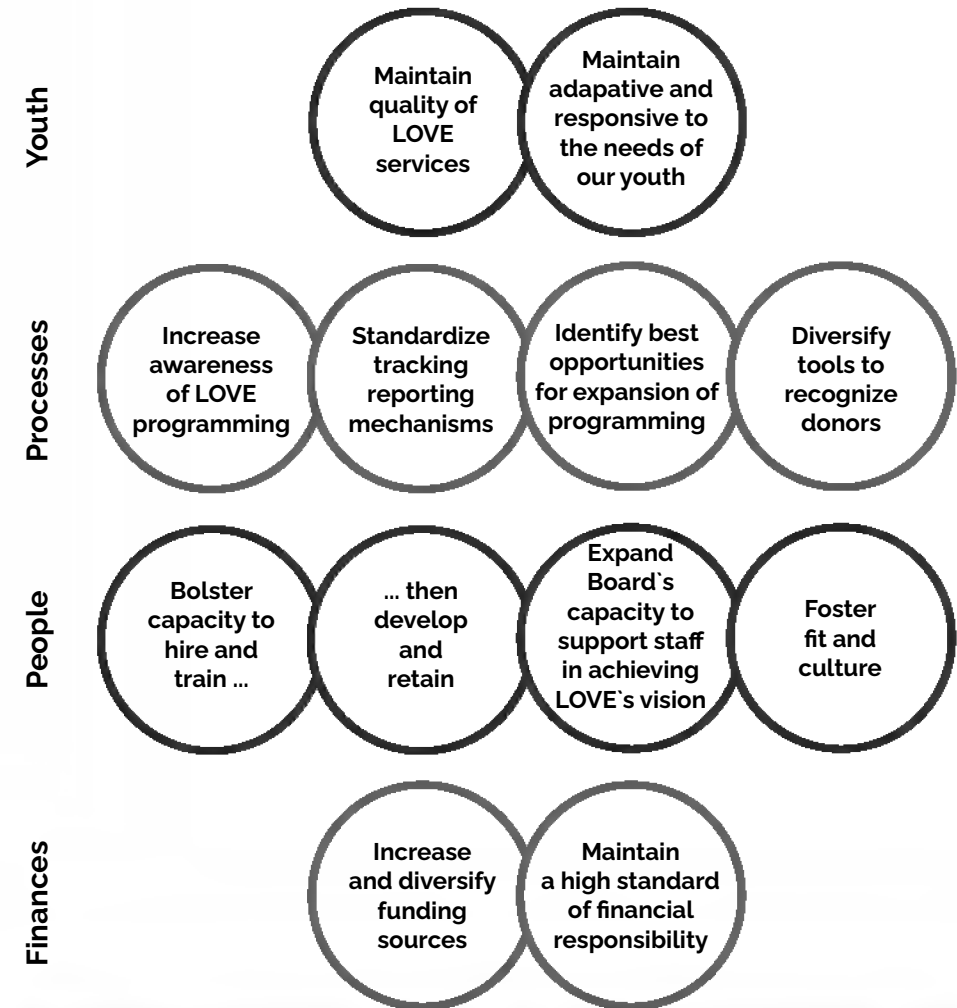 Youth
Maintain
quality of
LOVE
services
Maintain
adapative and
responsive to
the needs of
our youth
Processes
Increase
awareness
of LOVE
programming
Standardize
tracking
reporting
mechanisms
Identify best
opportunities
for expansion of
programming
Diversify
tools to
recognize
donors
People
Bolster
capacity to
hire and
train ...
... then
develop
and
retain
Expand
Board`s
capacity to
support staff
in achieving
LOVE`s vision
Foster
fit and
culture
Finances
Increase
and diversify
funding
sources
Maintain
a high standard
of financial
responsibility